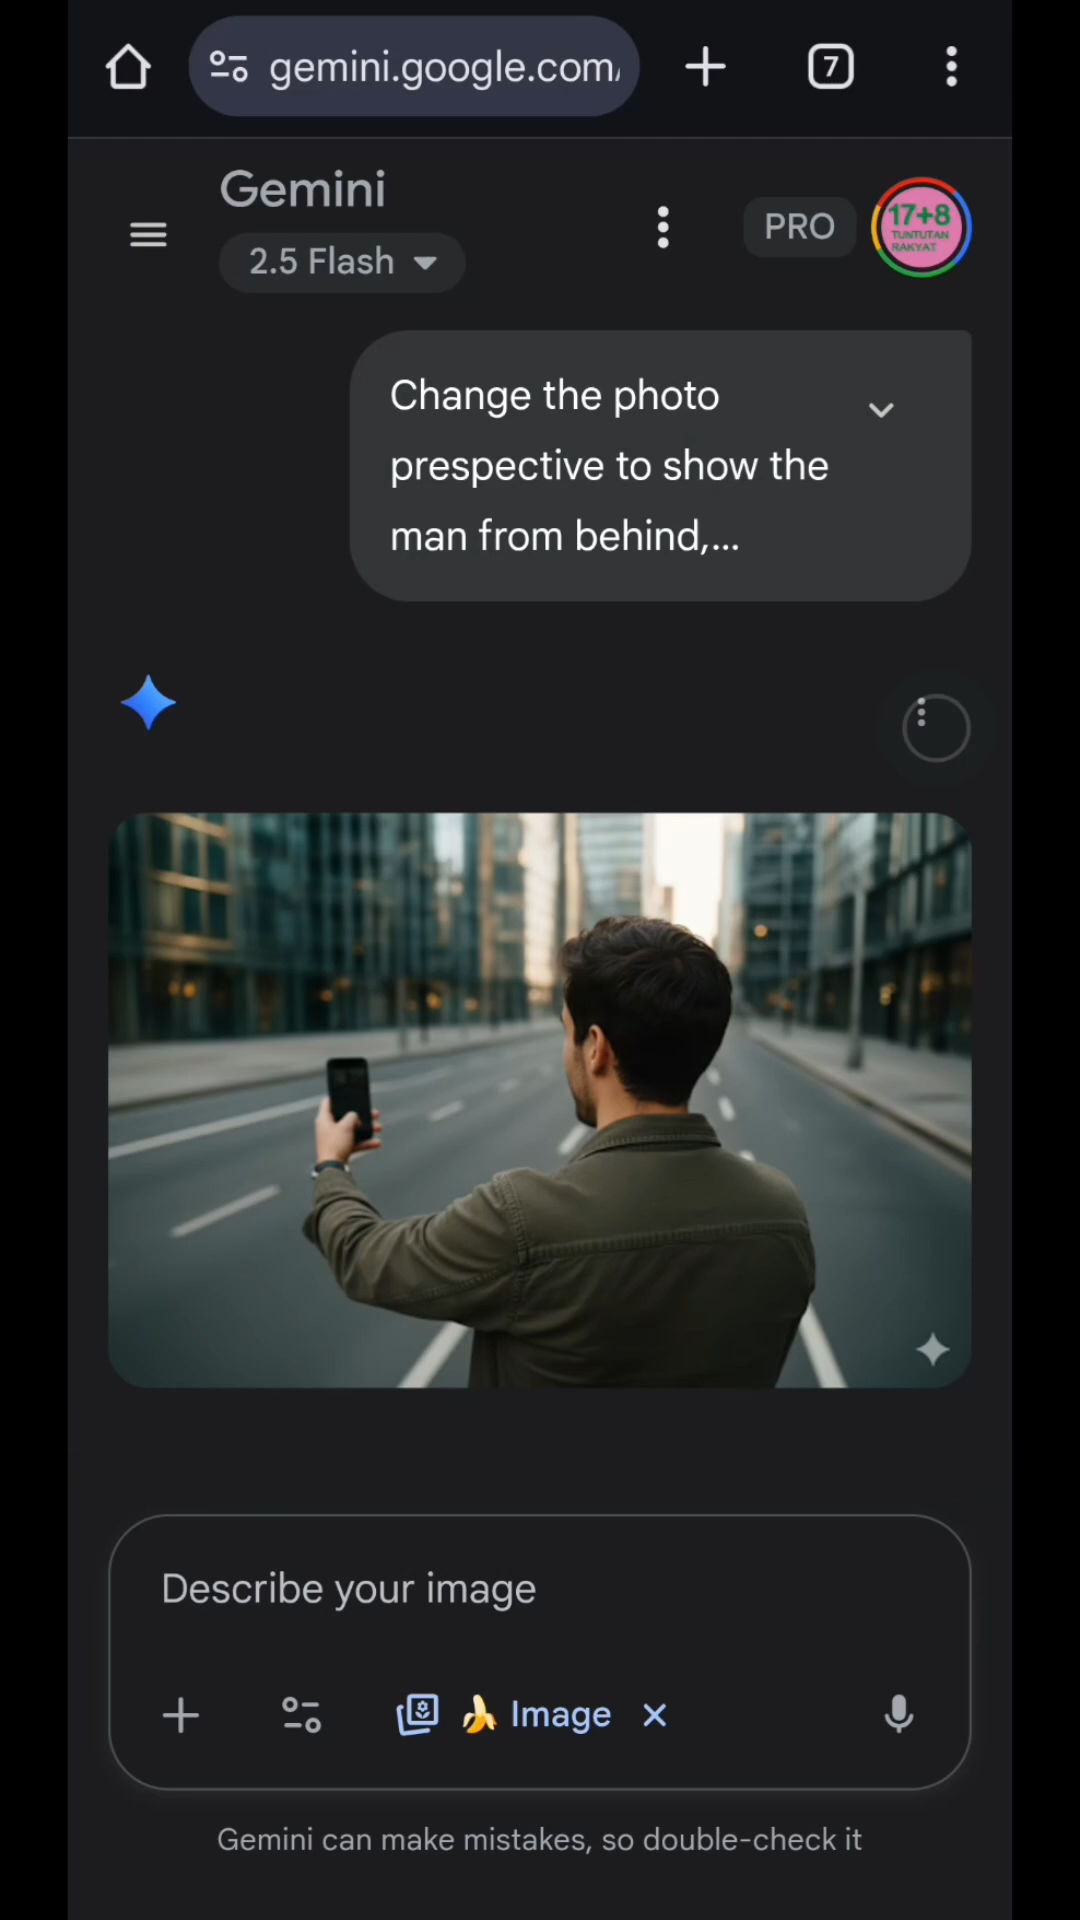 gemini.google.com/
7
Gemini
2.5 Flash
PRO
17+8
TUNTUTAN
RAKYAT
Change the photo
prespective to show the
man from behind,...
Describe your image
🍌 Image
Gemini can make mistakes, so double-check it